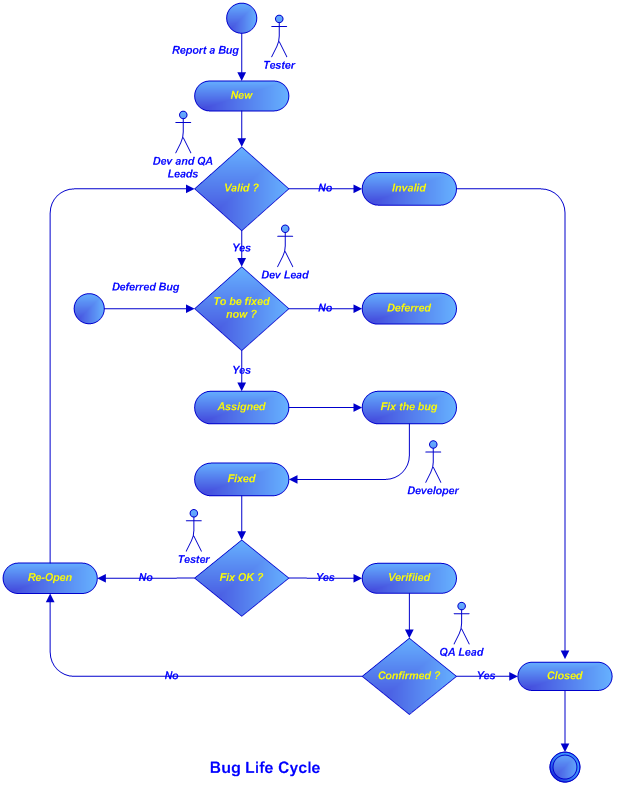 Report a Bug
Tester
New
Dev and QA
Leads
Valid ?
No
Invalid
Yes
Dev Lead
Deferred Bug
To be fixed
now ?
No
Deferred
Yes
Assigned
Fix the bug
Developer
Fixed
Tester
Re-Open
No
Fix OK ?
Yes
Verifiied
QA Lead
No
Confirmed ?
Yes
Closed
Bug Life Cycle